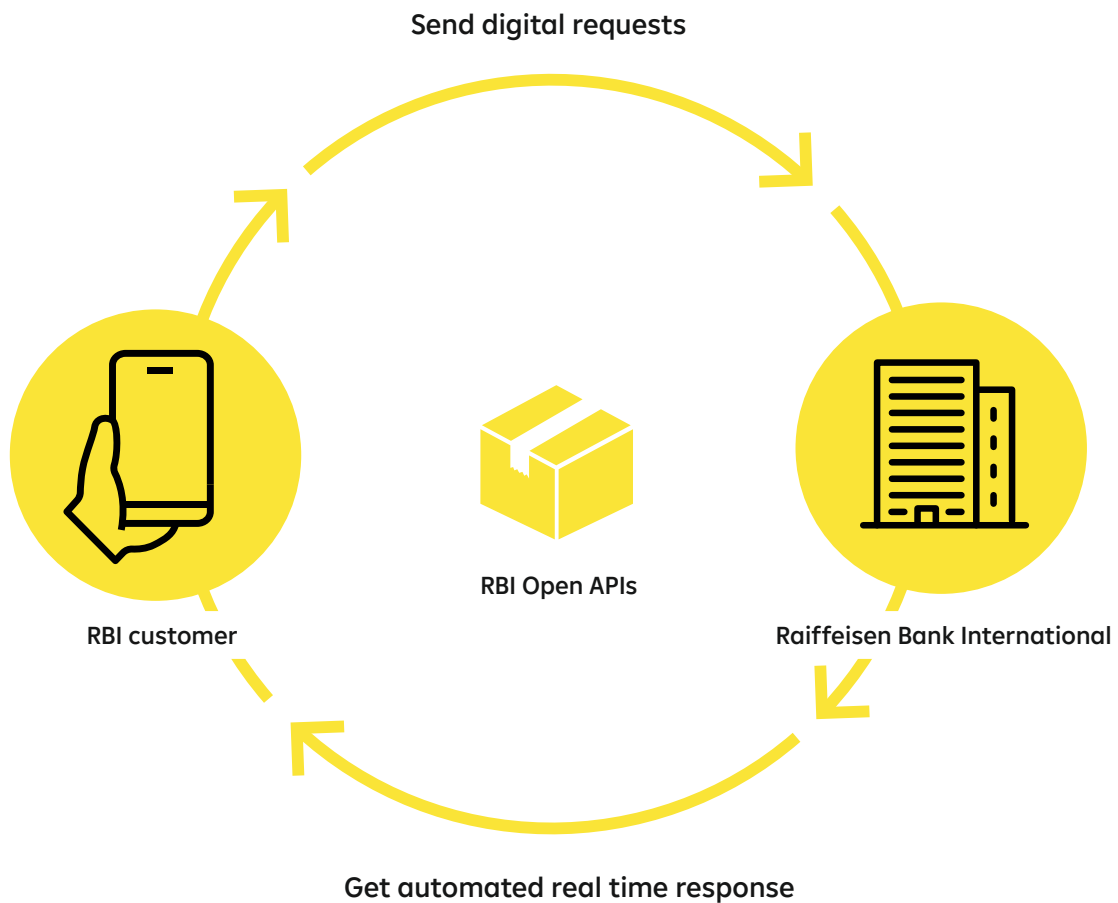 Send digital requests
RBI Open APIs
RBI customer
Raiffeisen Bank International
Get automated real time response